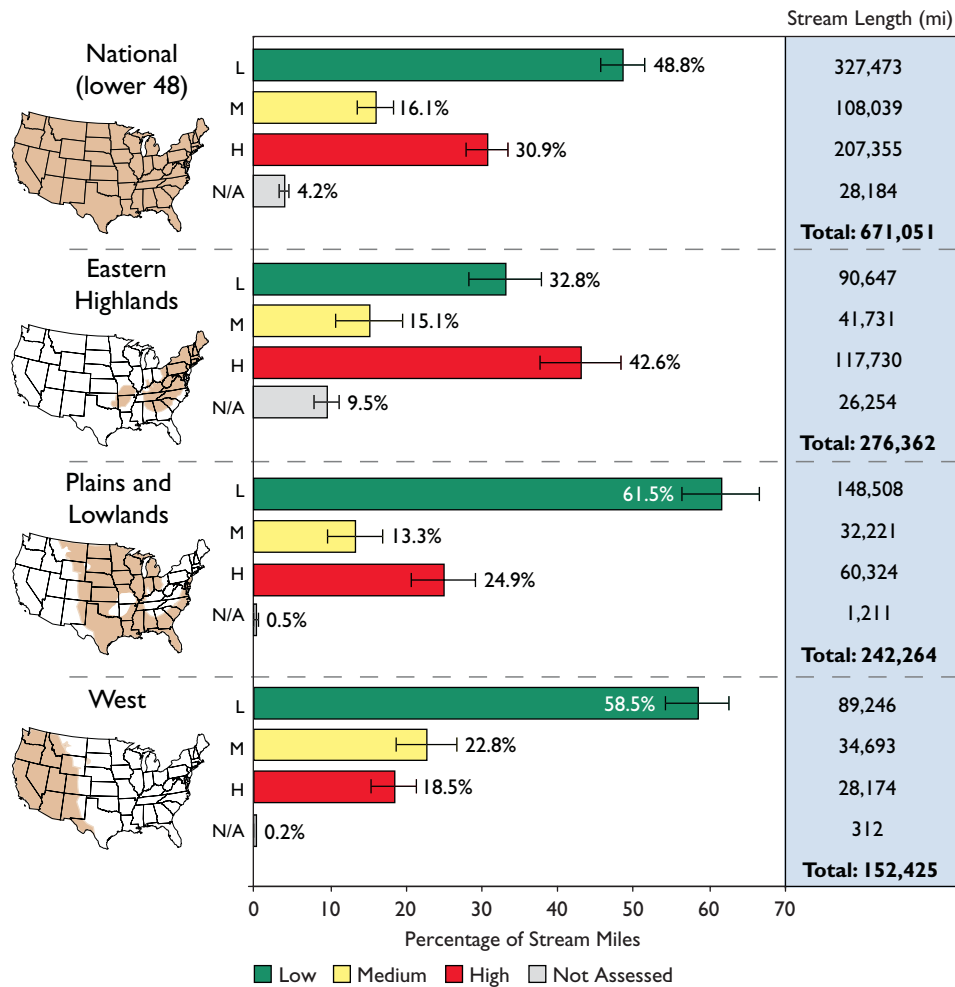 Stream Length (mi)
National
(lower 48)
L 48.8% 327,473
M 16.1% 108,039
H 30.9% 207,355
N/A 4.2% 28,184
Total: 671,051
Eastern
Highlands
L 32.8% 90,647
M 15.1% 41,731
H 42.6% 117,730
N/A 9.5% 26,254
Total: 276,362
Plains and
Lowlands
L 61.5% 148,508
M 13.3% 32,221
H 24.9% 60,324
N/A 0.5% 1,211
Total: 242,264
West
L 58.5% 89,246
M 22.8% 34,693
H 18.5% 28,174
N/A 0.2% 312
Total: 152,425
0 10 20 30 40 50 60 70
Percentage of Stream Miles
Low Medium High Not Assessed